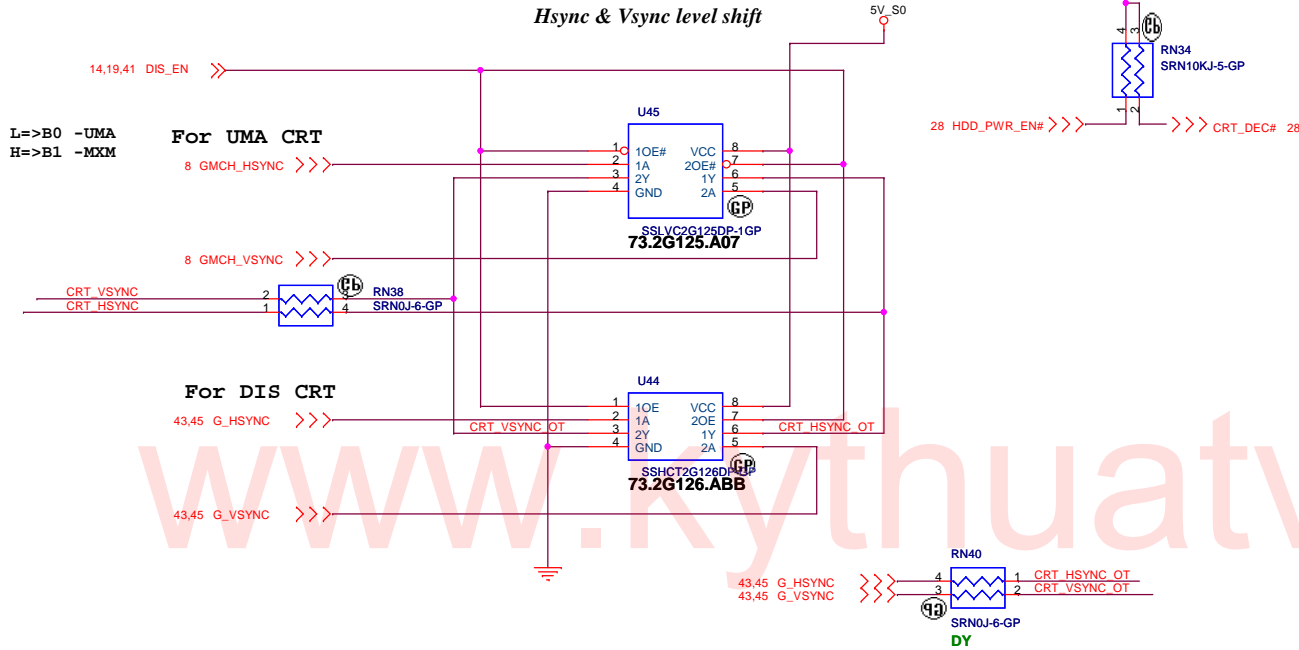 Hsync & Vsync level shift
5V_S0
4 3
RN34
SRN10KJ-5-GP
1 2
28 HDD_PWR_EN#
CRT_DEC# 28
14,19,41 DIS_EN
L=>B0 -UMA
H=>B1 -MXM
For UMA CRT
8 GMCH_HSYNC
U45
1 1OE# VCC 8
2 1A 2OE# 7
3 2Y 1Y 6
4 GND 2A 5
GP
SSLVC2G125DP-1GP
73.2G125.A07
8 GMCH_VSYNC
CRT_VSYNC 2 3 RN38
CRT_HSYNC 1 4 SRN0J-6-GP
For DIS CRT
43,45 G_HSYNC
U44
1 1OE VCC 8
2 1A 2OE 7
CRT_VSYNC_OT 3 2Y 1Y 6 CRT_HSYNC_OT
4 GND 2A 5
GP
73.2G126.ABB
43,45 G_VSYNC
www.kythuatv
RN40
43,45 G_HSYNC 4 1 CRT_HSYNC_OT
43,45 G_VSYNC 3 2 CRT_VSYNC_OT
SRN0J-6-GP
DY